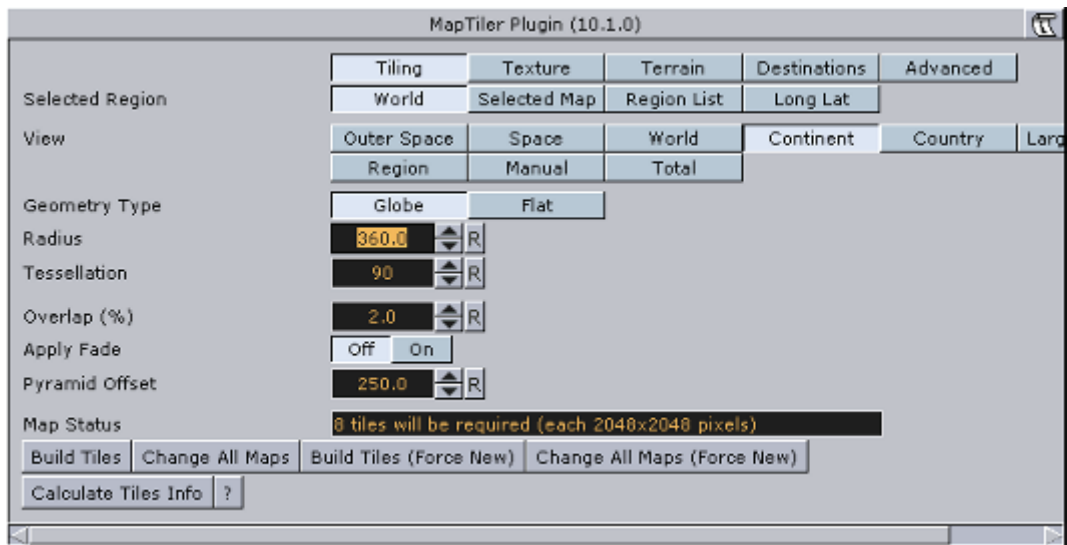 MapTiler Plugin (10.1.0)
Tiling Texture Terrain Destinations Advanced
Selected Region World Selected Map Region List Long Lat
View Outer Space Space World Continent Country Larg
Region Manual Total
Geometry Type Globe Flat
Radius 360.0 R
Tessellation 90 R
Overlap (%) 2.0 R
Apply Fade Off On
Pyramid Offset 250.0 R
Map Status 8 tiles will be required (each 2048x2048 pixels)
Build Tiles Change All Maps Build Tiles (Force New) Change All Maps (Force New)
Calculate Tiles Info ?